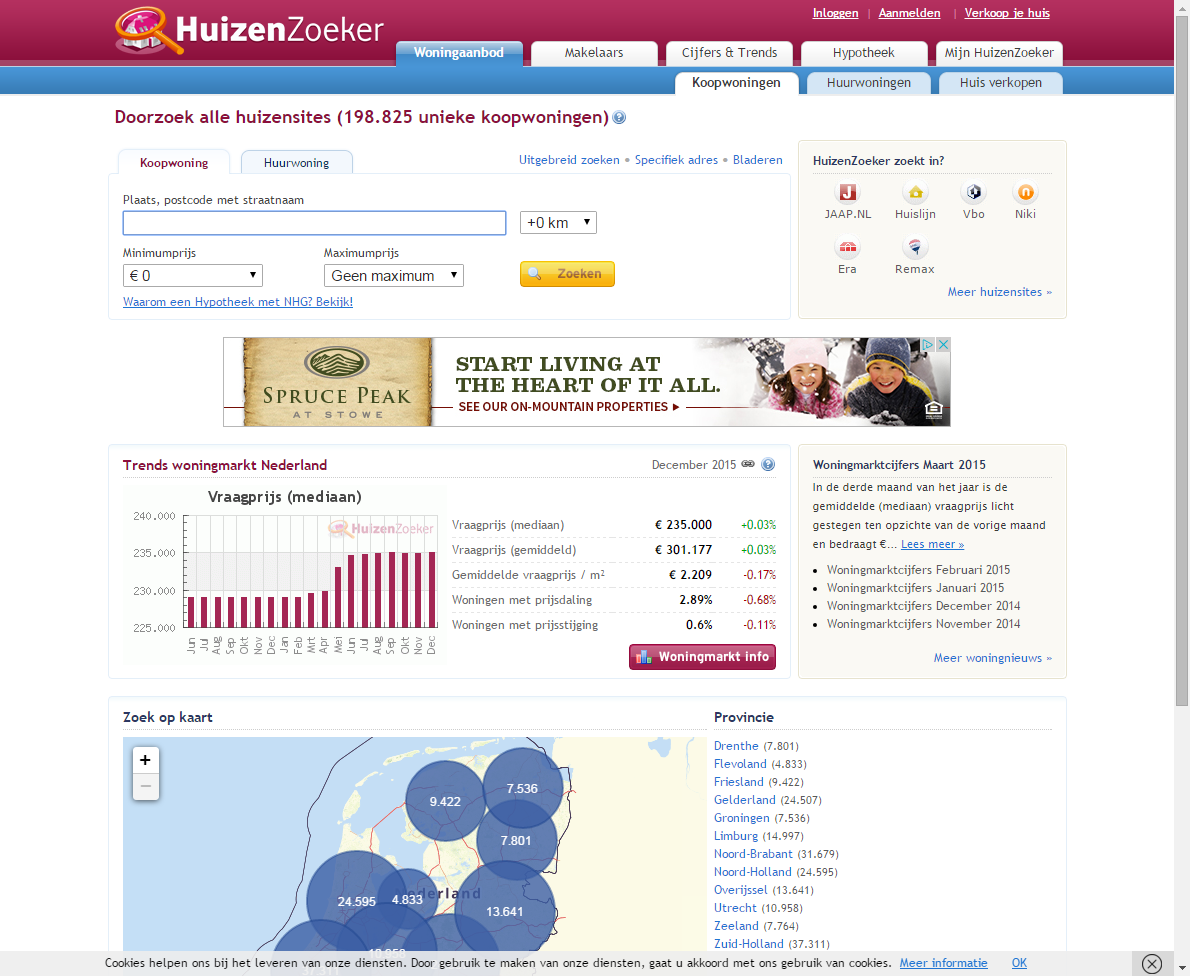 Inloggen | Aanmelden | Verkoop je huis
HuizenZoeker
Woningaanbod Makelaars Cijfers & Trends Hypotheek Mijn HuizenZoeker
Koopwoningen Huurwoningen Huis verkopen
Doorzoek alle huizensites (198.825 unieke koopwoningen) ?
Koopwoning Huurwoning Uitgebreid zoeken • Specifiek adres • Bladeren
Plaats, postcode met straatnaam
+0 km
Minimumprijs Maximumprijs
€ 0 Geen maximum Zoeken
Waarom een Hypotheek met NHG? Bekijk!
HuizenZoeker zoekt in?
JAAP.NL Huislijn Vbo Niki
Era Remax
Meer huizensites »
SPRUCE PEAK
AT STOWE
START LIVING AT
THE HEART OF IT ALL.
SEE OUR ON-MOUNTAIN PROPERTIES
Trends woningmarkt Nederland December 2015 ?
Vraagprijs (mediaan)
HuizenZoeker
240.000
235.000
230.000
225.000
Jun Jul Aug Sep Okt Nov Dec Jan Feb Mrt Apr Mei Jun Jul Aug Sep Okt Nov Dec
Vraagprijs (mediaan) € 235.000 +0.03%
Vraagprijs (gemiddeld) € 301.177 +0.03%
Gemiddelde vraagprijs / m² € 2.209 -0.17%
Woningen met prijsdaling 2.89% -0.68%
Woningen met prijsstijging 0.6% -0.11%
Woningmarkt info
Woningmarktcijfers Maart 2015
In de derde maand van het jaar is de
gemiddelde (mediaan) vraagprijs licht
gestegen ten opzichte van de vorige maand
en bedraagt €... Lees meer »
• Woningmarktcijfers Februari 2015
• Woningmarktcijfers Januari 2015
• Woningmarktcijfers December 2014
• Woningmarktcijfers November 2014
Meer woningnieuws »
Zoek op kaart
+
−
9.422
7.536
7.801
24.595
4.833
13.641
Provincie
Drenthe (7.801)
Flevoland (4.833)
Friesland (9.422)
Gelderland (24.507)
Groningen (7.536)
Limburg (14.997)
Noord-Brabant (31.679)
Noord-Holland (24.595)
Overijssel (13.641)
Utrecht (10.958)
Zeeland (7.764)
Zuid-Holland (37.311)
Cookies helpen ons bij het leveren van onze diensten. Door gebruik te maken van onze diensten, gaat u akkoord met ons gebruik van cookies. Meer informatie OK